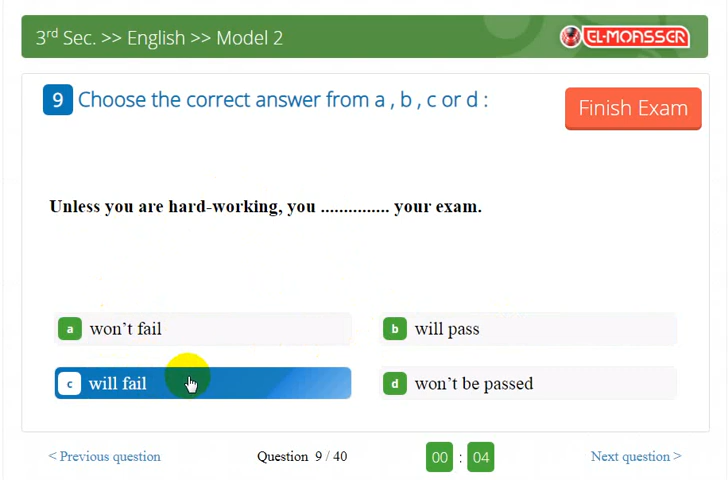 3rd Sec. >> English >> Model 2
EL-MOASSER
9 Choose the correct answer from a , b , c or d :
Finish Exam
Unless you are hard-working, you ............... your exam.
a won’t fail
b will pass
c will fail
d won’t be passed
< Previous question
Question 9 / 40
00 : 04
Next question >